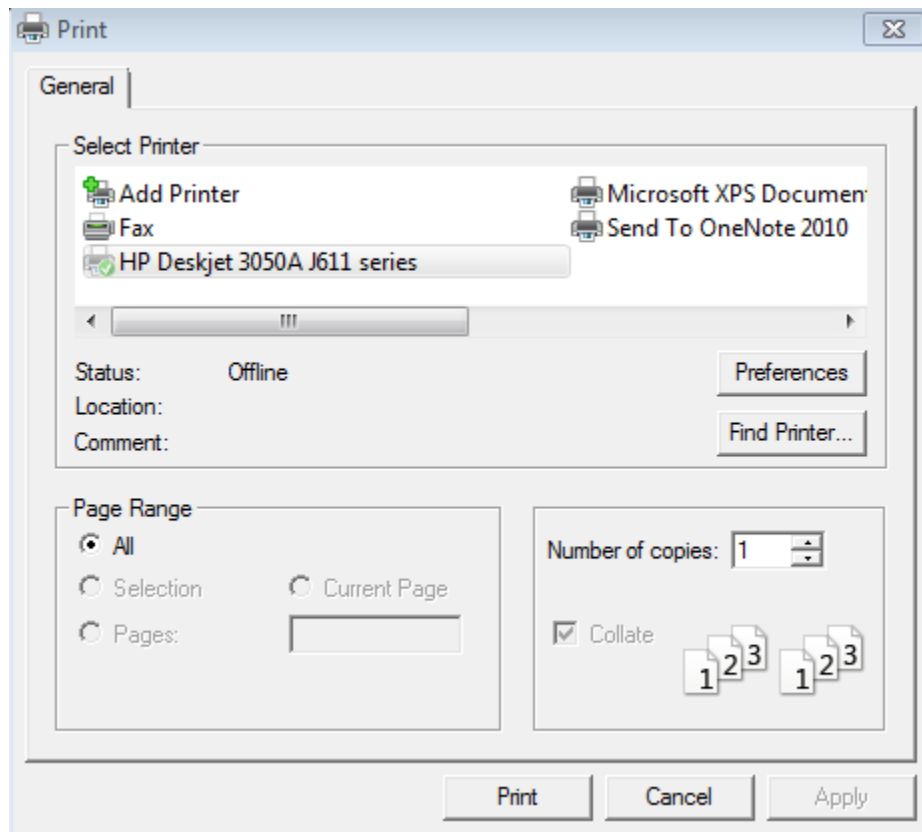 Print
General
Select Printer
Add Printer
Microsoft XPS Documen
Fax
Send To OneNote 2010
HP Deskjet 3050A J611 series
Status: Offline
Preferences
Location:
Comment:
Find Printer...
Page Range
All
Number of copies: 1
Selection Current Page
Pages:
Collate
1 2 3 1 2 3
Print Cancel Apply